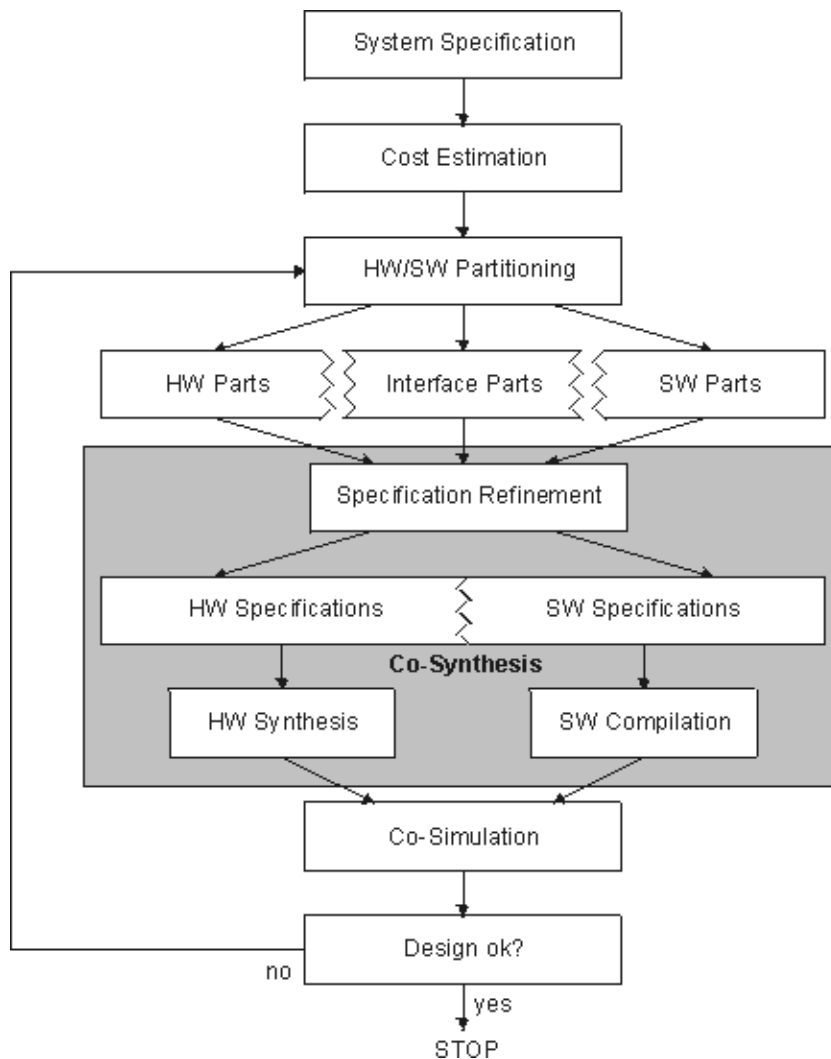 System Specification
Cost Estimation
HW/SW Partitioning
HW Parts
Interface Parts
SW Parts
Specification Refinement
HW Specifications
SW Specifications
Co-Synthesis
HW Synthesis
SW Compilation
Co-Simulation
Design ok?
no
yes
STOP